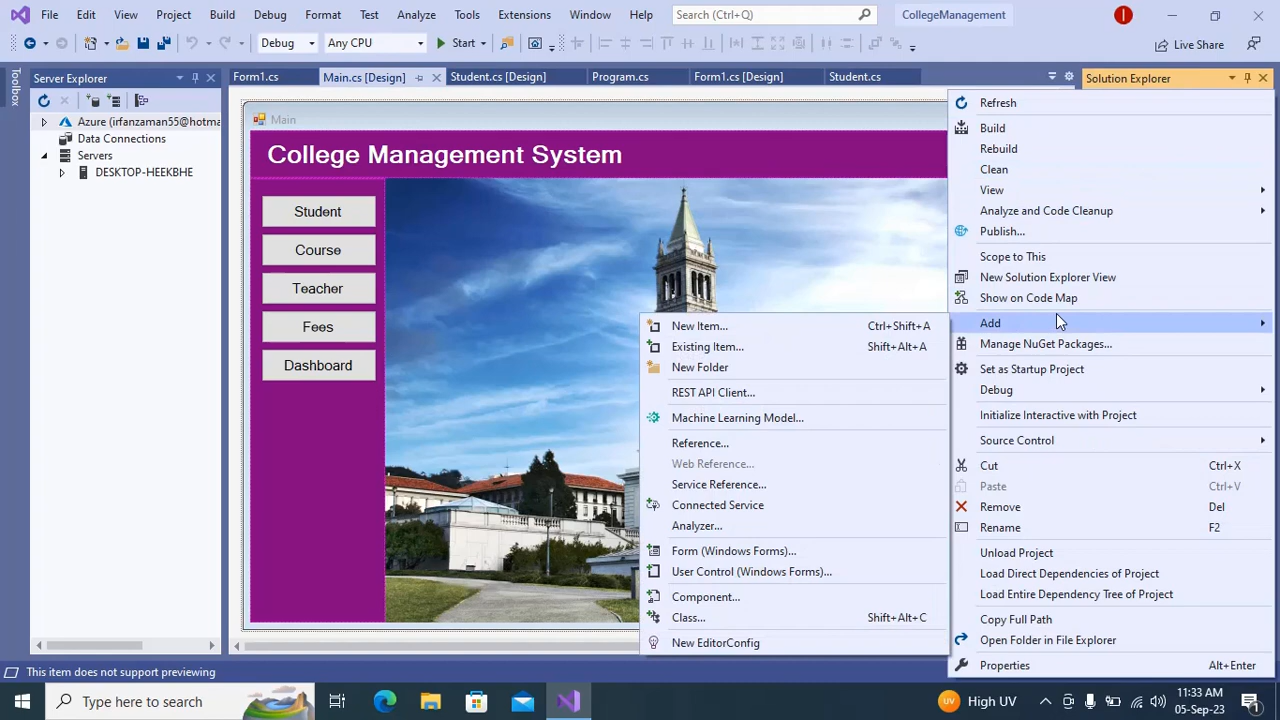 File Edit View Project Build Debug Format Test Analyze Tools Extensions Window Help Search (Ctrl+Q) CollegeManagement
Debug Any CPU Start Live Share
Toolbox
Server Explorer
Azure (irfanzaman55@hotma
Data Connections
Servers
DESKTOP-HEEKBHE
Form1.cs Main.cs [Design] Student.cs [Design] Program.cs Form1.cs [Design] Student.cs
Main
College Management System
Student
Course
Teacher
Fees
Dashboard
New Item... Ctrl+Shift+A
Existing Item... Shift+Alt+A
New Folder
REST API Client...
Machine Learning Model...
Reference...
Web Reference...
Service Reference...
Connected Service
Analyzer...
Form (Windows Forms)...
User Control (Windows Forms)...
Component...
Class... Shift+Alt+C
New EditorConfig
Solution Explorer
Refresh
Build
Rebuild
Clean
View
Analyze and Code Cleanup
Publish...
Scope to This
New Solution Explorer View
Show on Code Map
Add
Manage NuGet Packages...
Set as Startup Project
Debug
Initialize Interactive with Project
Source Control
Cut Ctrl+X
Paste Ctrl+V
Remove Del
Rename F2
Unload Project
Load Direct Dependencies of Project
Load Entire Dependency Tree of Project
Copy Full Path
Open Folder in File Explorer
Properties Alt+Enter
This item does not support previewing
Type here to search
High UV
11:33 AM
05-Sep-23
1